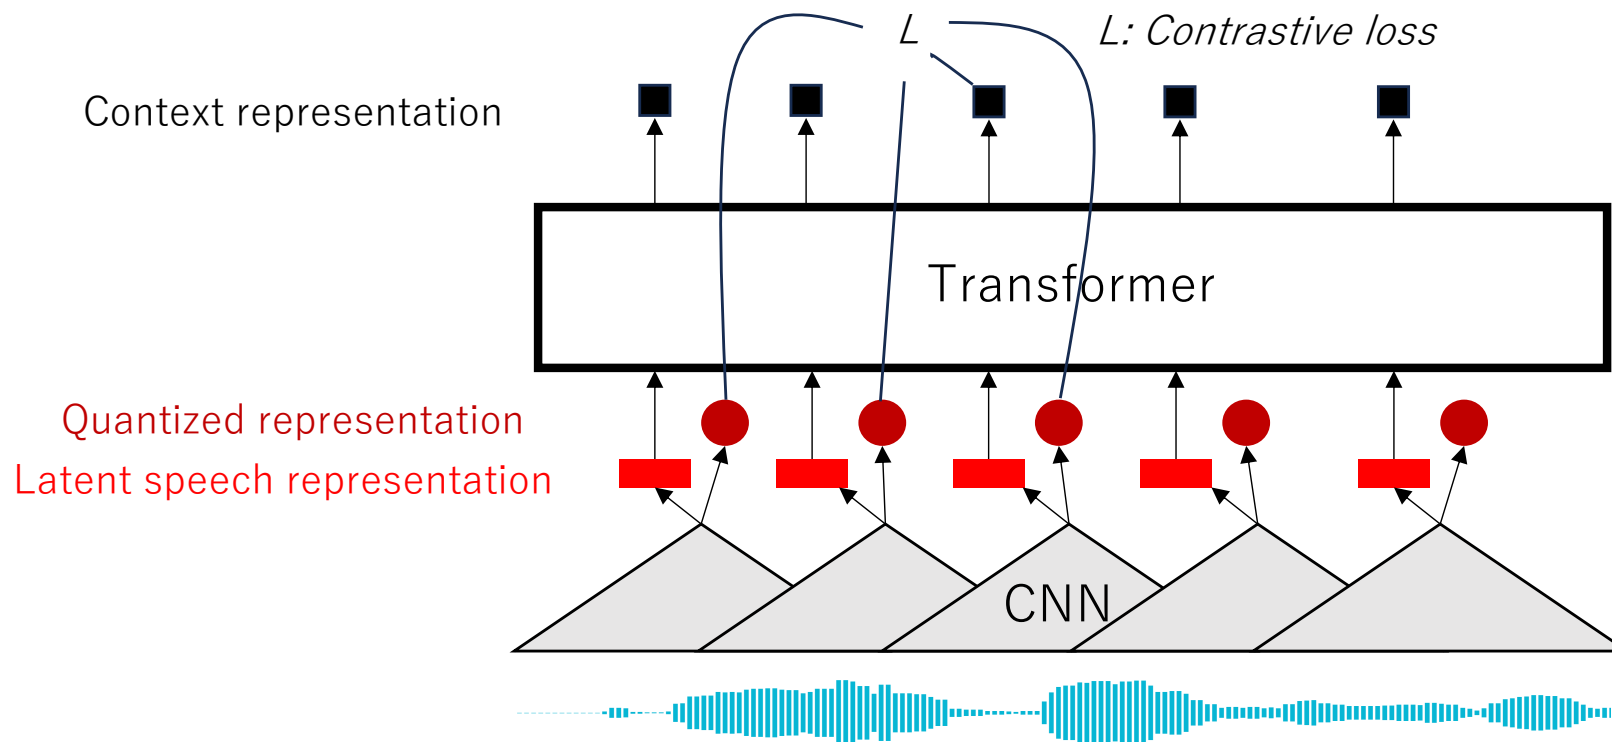 L
L: Contrastive loss
Context representation
Transformer
Quantized representation
Latent speech representation
CNN